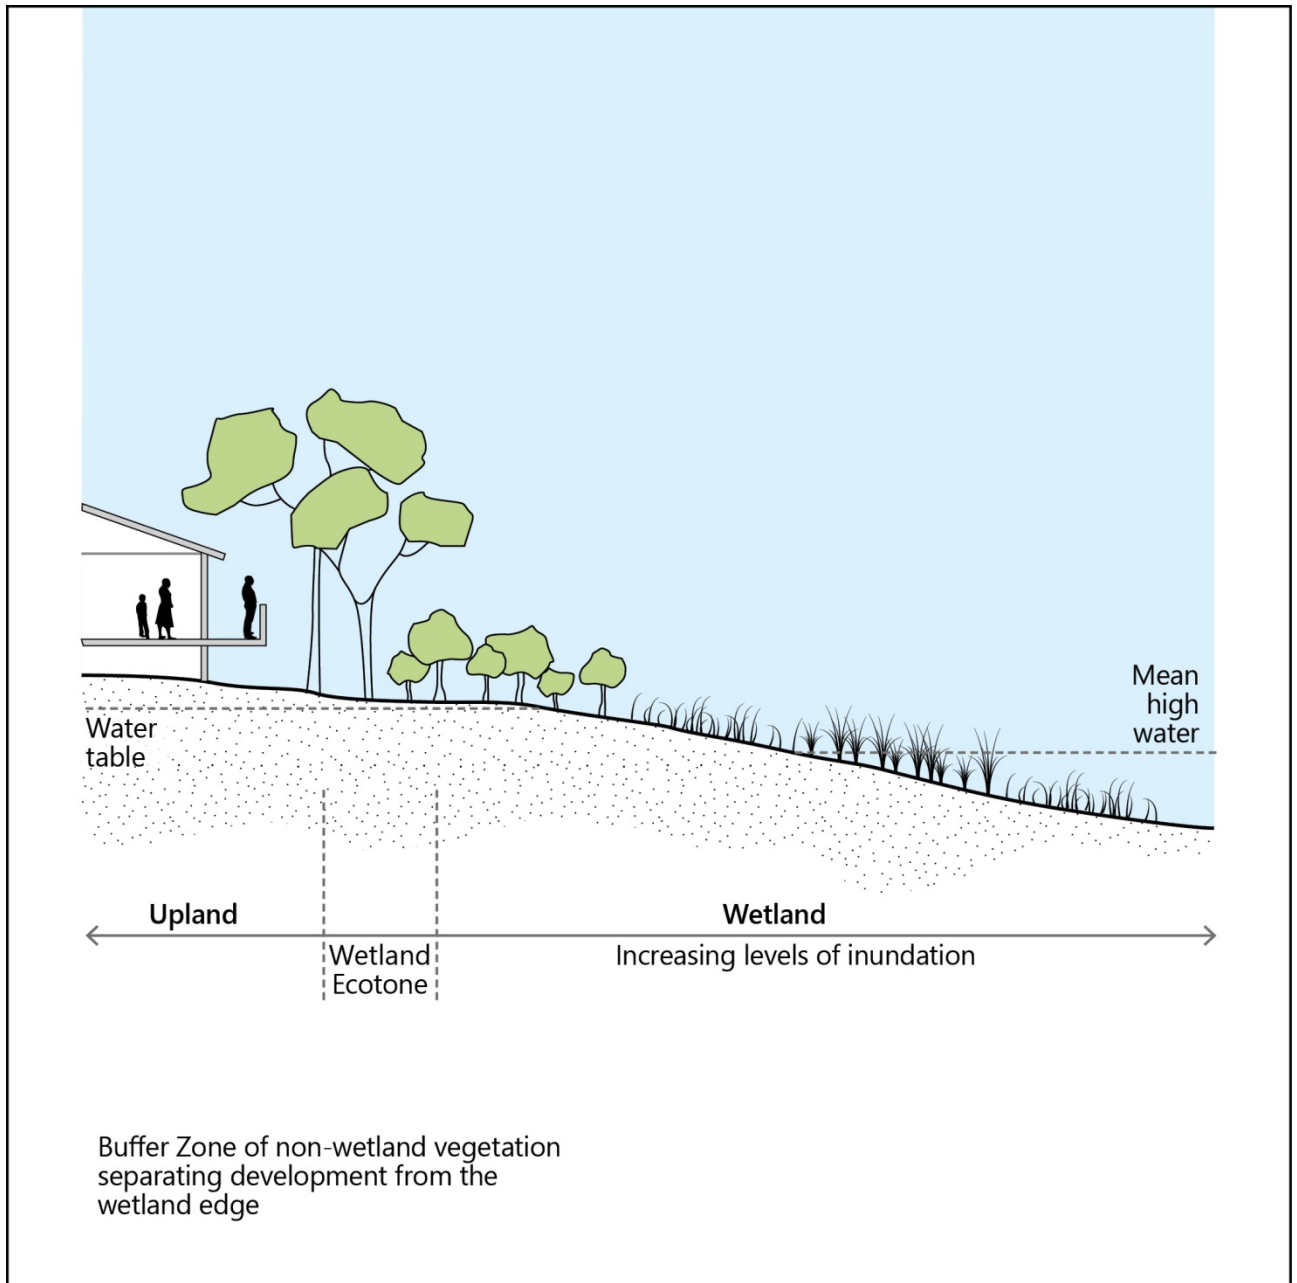 Mean
high
water
Water
table
Upland
Wetland
Wetland
Ecotone
Increasing levels of inundation
Buffer Zone of non-wetland vegetation
separating development from the
wetland edge